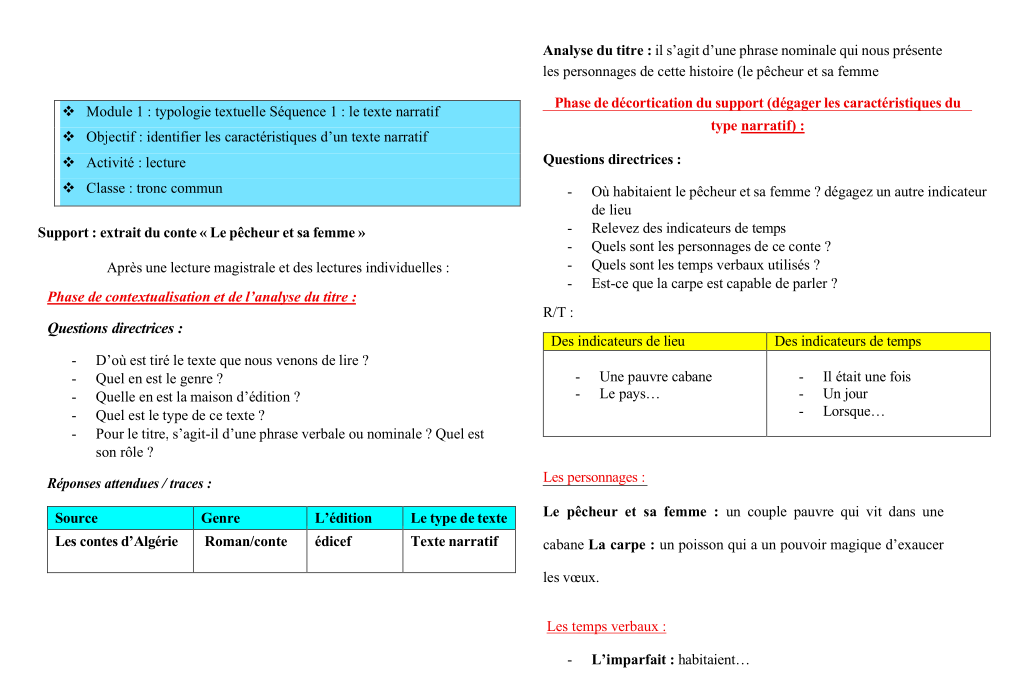 ❖ Module 1 : typologie textuelle Séquence 1 : le texte narratif
❖ Objectif : identifier les caractéristiques d’un texte narratif
❖ Activité : lecture
❖ Classe : tronc commun
Support : extrait du conte « Le pêcheur et sa femme »
Après une lecture magistrale et des lectures individuelles :
Phase de contextualisation et de l’analyse du titre :
Questions directrices :
- D’où est tiré le texte que nous venons de lire ?
- Quel en est le genre ?
- Quelle en est la maison d’édition ?
- Quel est le type de ce texte ?
- Pour le titre, s’agit-il d’une phrase verbale ou nominale ? Quel est
son rôle ?
Réponses attendues / traces :
Source Genre L’édition Le type de texte
Les contes d’Algérie Roman/conte édicef Texte narratif
Analyse du titre : il s’agit d’une phrase nominale qui nous présente
les personnages de cette histoire (le pêcheur et sa femme
Phase de décortication du support (dégager les caractéristiques du
type narratif) :
Questions directrices :
- Où habitaient le pêcheur et sa femme ? dégagez un autre indicateur
de lieu
- Relevez des indicateurs de temps
- Quels sont les personnages de ce conte ?
- Quels sont les temps verbaux utilisés ?
- Est-ce que la carpe est capable de parler ?
R/T :
Des indicateurs de lieu Des indicateurs de temps
- Une pauvre cabane - Il était une fois
- Le pays… - Un jour
- Lorsque…
Les personnages :
Le pêcheur et sa femme : un couple pauvre qui vit dans une
cabane La carpe : un poisson qui a un pouvoir magique d’exaucer
les vœux.
Les temps verbaux :
- L’imparfait : habitaient…